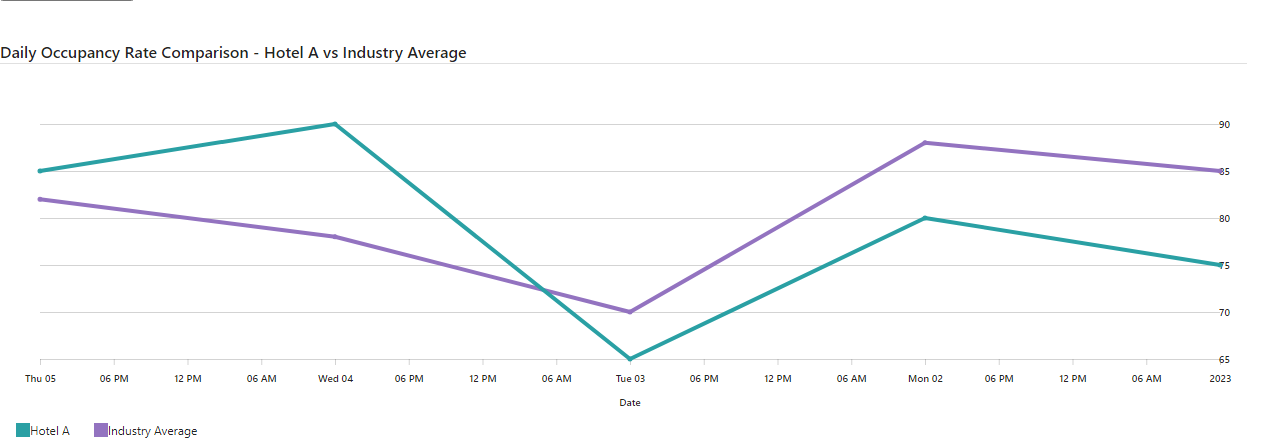 Daily Occupancy Rate Comparison - Hotel A vs Industry Average
90
85
80
75
70
65
Thu 05 06 PM 12 PM 06 AM Wed 04 06 PM 12 PM 06 AM Tue 03 06 PM 12 PM 06 AM Mon 02 06 PM 12 PM 06 AM 2023
Date
Hotel A Industry Average